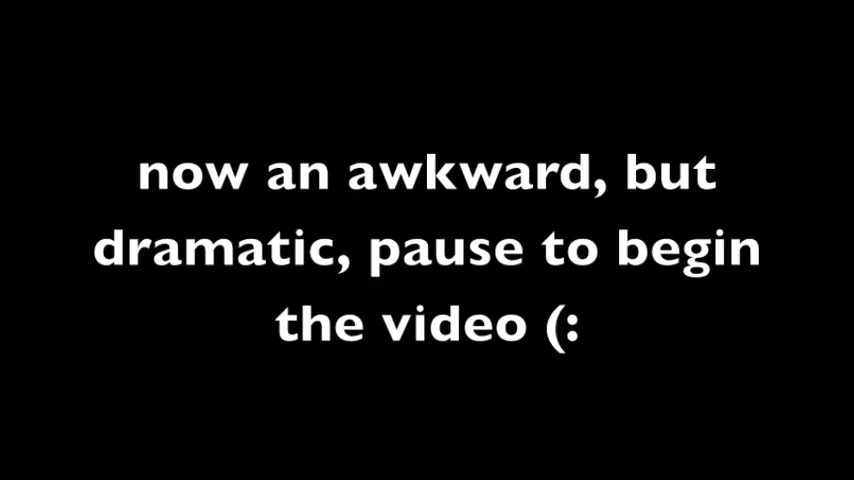 now an awkward, but
dramatic, pause to begin
the video (: